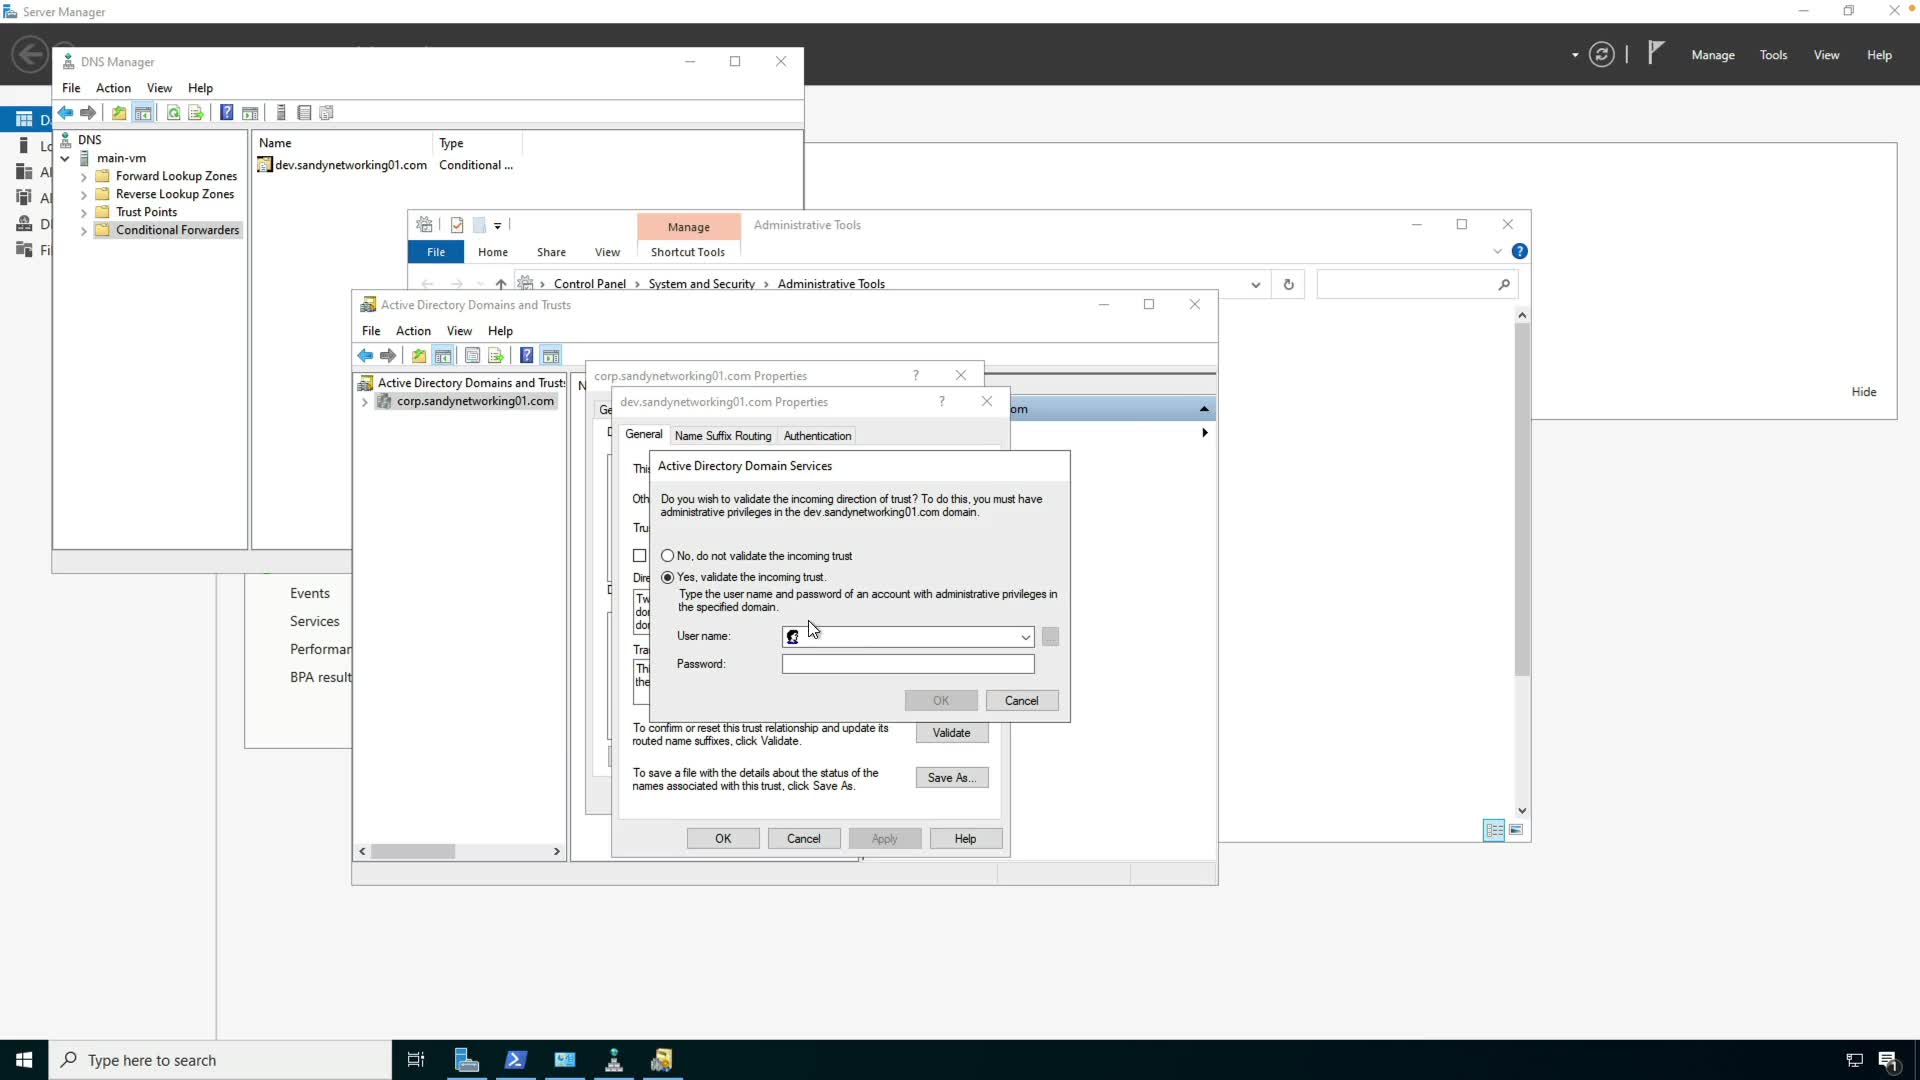 Server Manager
Manage
Tools
View
Help
DNS Manager
File
Action
View
Help
DNS
main-vm
Forward Lookup Zones
Reverse Lookup Zones
Trust Points
Conditional Forwarders
Name
Type
dev.sandynetworking01.com
Conditional ...
Manage
Administrative Tools
File
Home
Share
View
Shortcut Tools
Control Panel
System and Security
Administrative Tools
Active Directory Domains and Trusts
File
Action
View
Help
Active Directory Domains and Trusts
corp.sandynetworking01.com
corp.sandynetworking01.com Properties
dev.sandynetworking01.com Properties
General
Name Suffix Routing
Authentication
om
Hide
Active Directory Domain Services
Do you wish to validate the incoming direction of trust? To do this, you must have
administrative privileges in the dev.sandynetworking01.com domain.
No, do not validate the incoming trust
Yes, validate the incoming trust.
Type the user name and password of an account with administrative privileges in
the specified domain.
User name:
Password:
OK
Cancel
To confirm or reset this trust relationship and update its
routed name suffixes, click Validate.
Validate
To save a file with the details about the status of the
names associated with this trust, click Save As.
Save As...
OK
Cancel
Apply
Help
Events
Services
Performan
BPA result
Type here to search
1